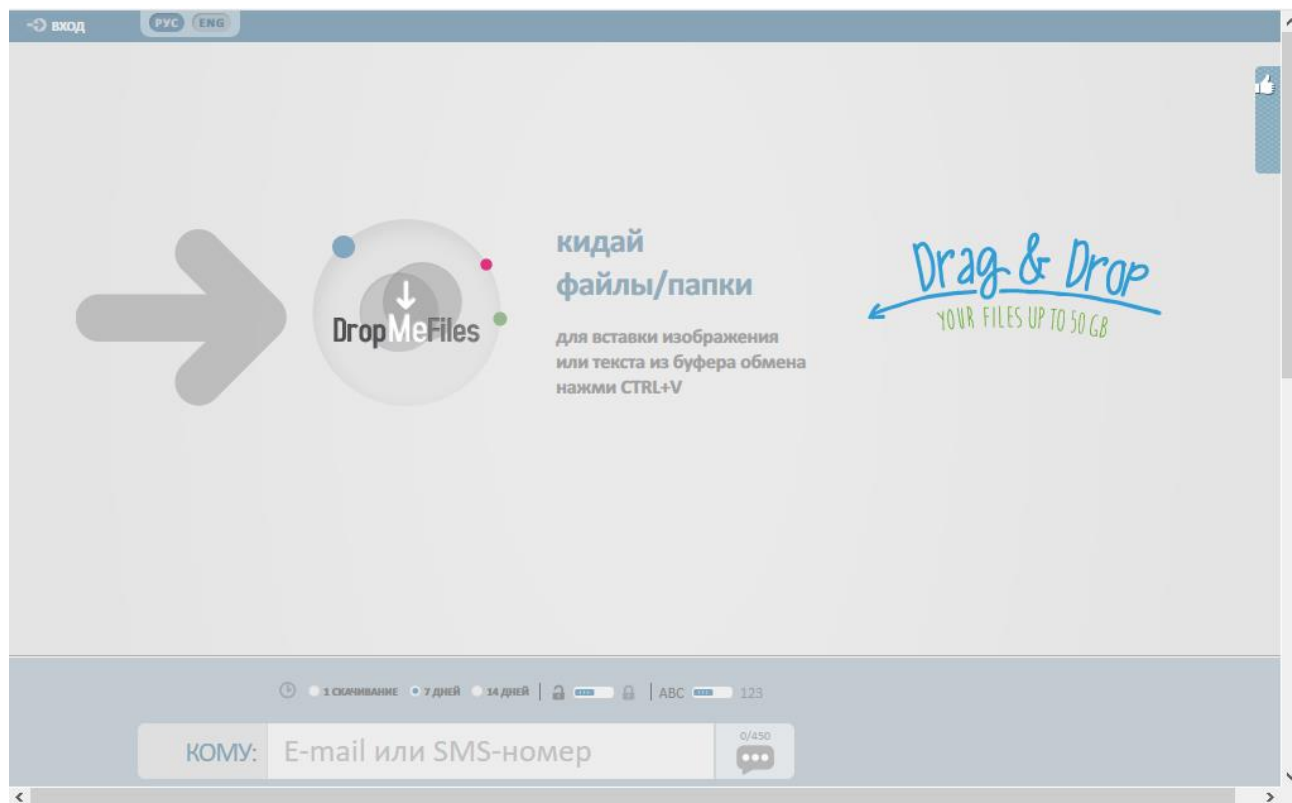 вход
РУС ENG
DropMeFiles
кидай
файлы/папки
для вставки изображения
или текста из буфера обмена
нажми CTRL+V
Drag & Drop
YOUR FILES UP TO 50 GB
1 СКАЧИВАНИЕ 7 ДНЕЙ 14 ДНЕЙ ABC 123
КОМУ: E-mail или SMS-номер 0/450